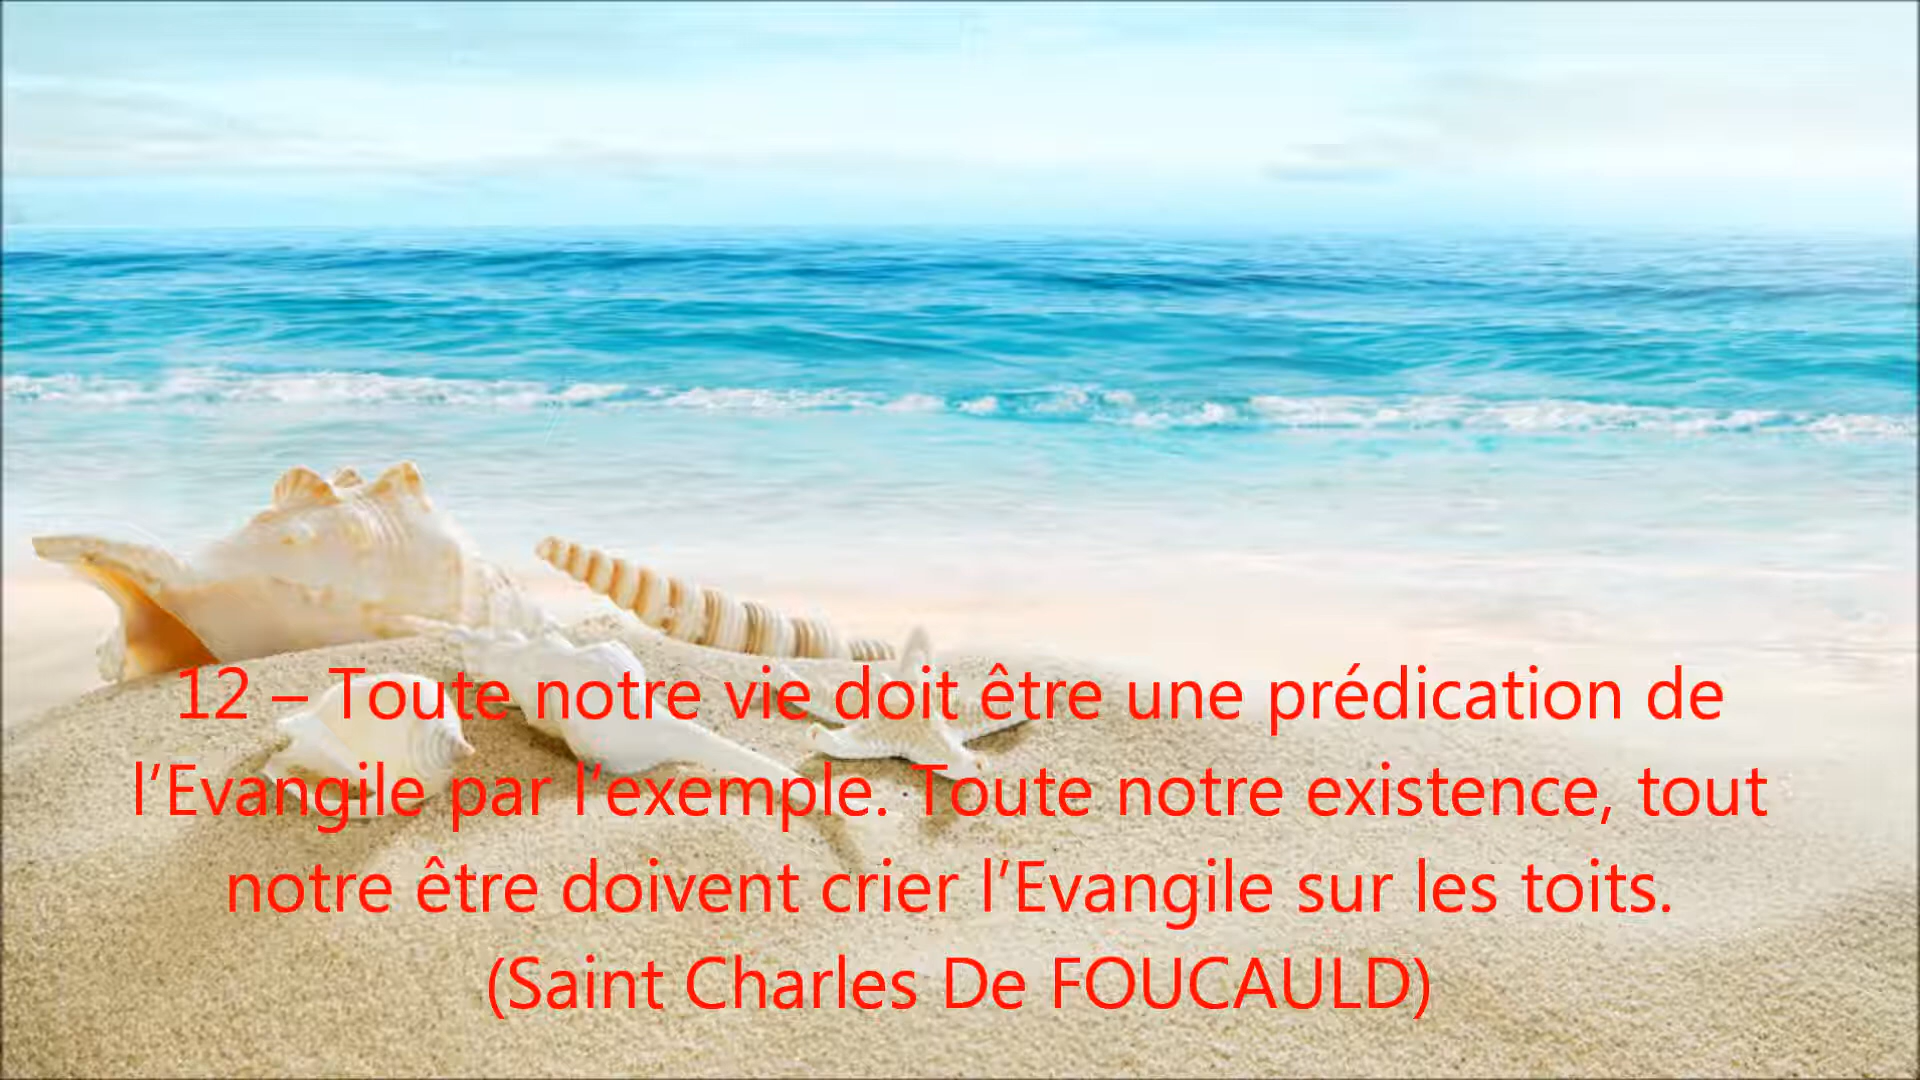 12 – Toute notre vie doit être une prédication de
l’Evangile par l’exemple. Toute notre existence, tout
notre être doivent crier l’Evangile sur les toits.
(Saint Charles De FOUCAULD)